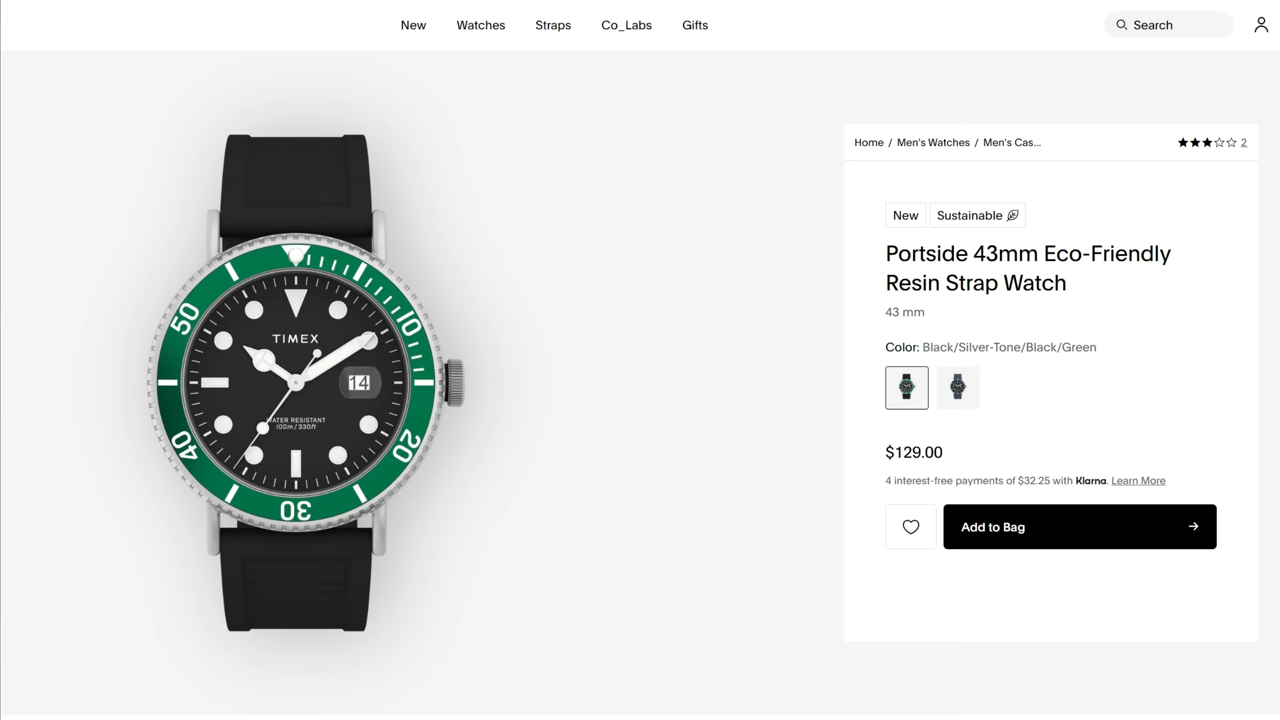 New Watches Straps Co_Labs Gifts
Search
Home / Men's Watches / Men's Cas... 2
New Sustainable
Portside 43mm Eco-Friendly
Resin Strap Watch
43 mm
Color: Black/Silver-Tone/Black/Green
$129.00
4 interest-free payments of $32.25 with Klarna. Learn More
Add to Bag
TIMEX
14
WATER RESISTANT
100m/330ft
10
20
30
40
50